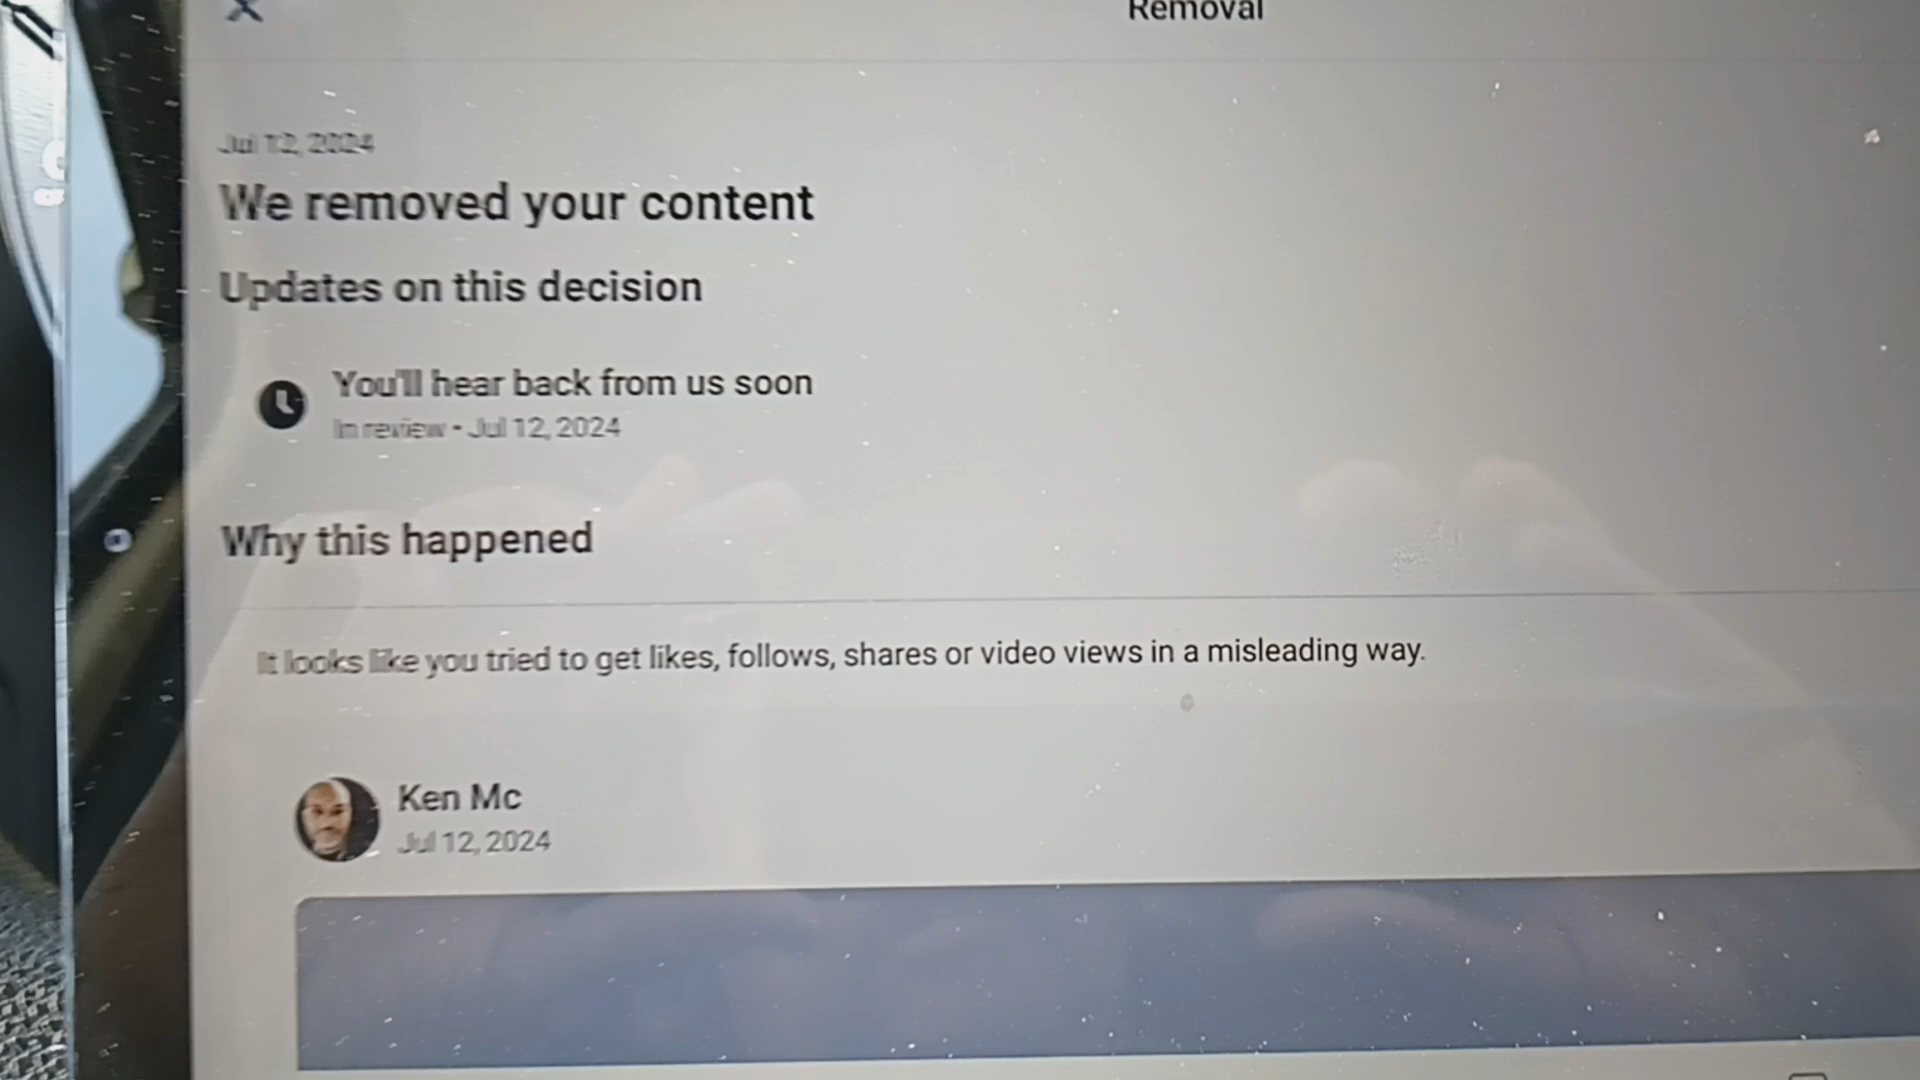 Removal
Jul 12, 2024
We removed your content
Updates on this decision
You'll hear back from us soon
In review • Jul 12, 2024
Why this happened
It looks like you tried to get likes, follows, shares or video views in a misleading way.
Ken Mc
Jul 12, 2024